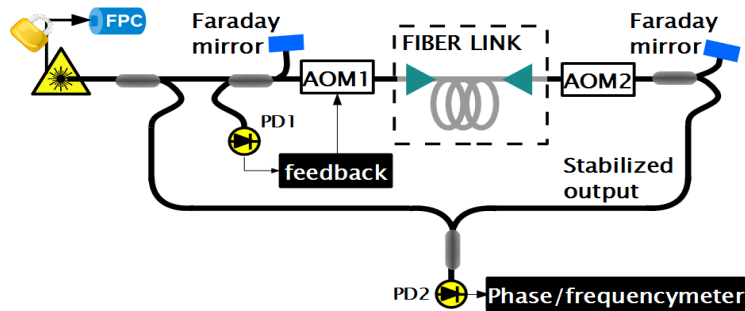 FPC
Faraday
mirror
FIBER LINK
Faraday
mirror
AOM1
AOM2
PD1
feedback
Stabilized
output
PD2
Phase/frequencymeter